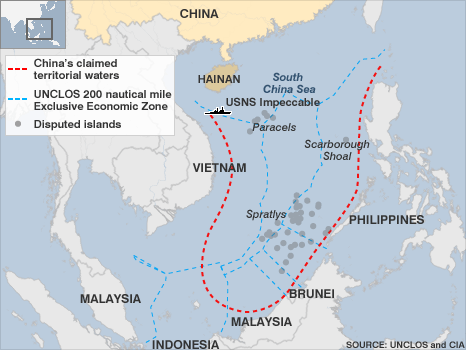 CHINA
China's claimed
territorial waters
UNCLOS 200 nautical mile
Exclusive Economic Zone
Disputed islands
HAINAN
South
China Sea
USNS Impeccable
Paracels
Scarborough
Shoal
VIETNAM
Spratlys
PHILIPPINES
BRUNEI
MALAYSIA
MALAYSIA
INDONESIA
SOURCE: UNCLOS and CIA